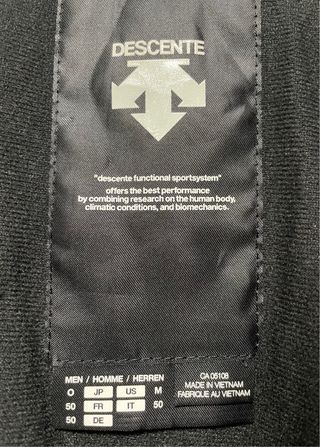 DESCENTE
"descente functional sportsystem"
offers the best performance
by combining research on the human body,
climatic conditions, and biomechanics.
MEN / HOMME / HERREN
O JP US M
50 FR IT 50
50 DE
CA 05108
MADE IN VIETNAM
FABRIQUE AU VIETNAM